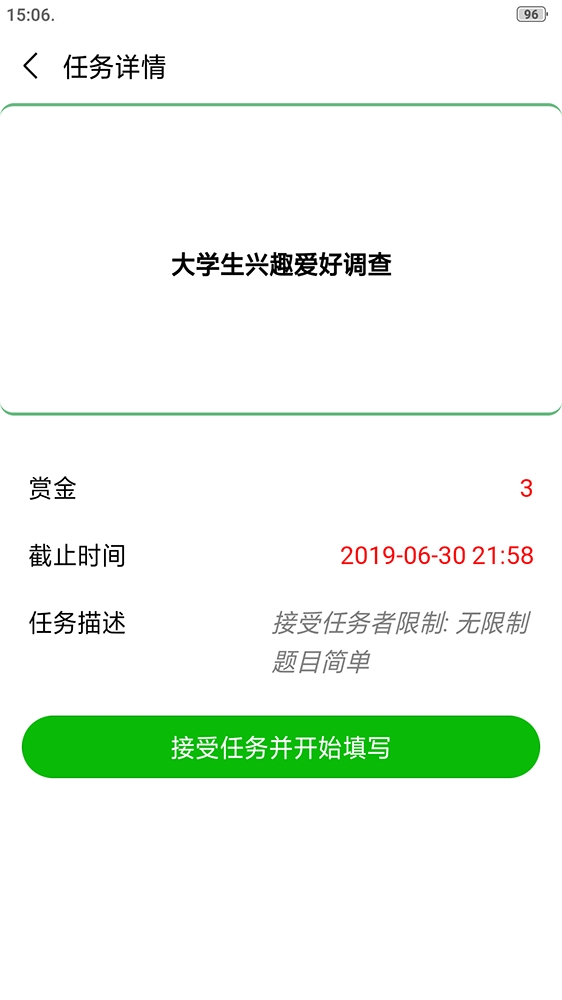 15:06.
96
任务详情
大学生兴趣爱好调查
赏金
3
截止时间
2019-06-30 21:58
任务描述
接受任务者限制: 无限制
题目简单
接受任务并开始填写